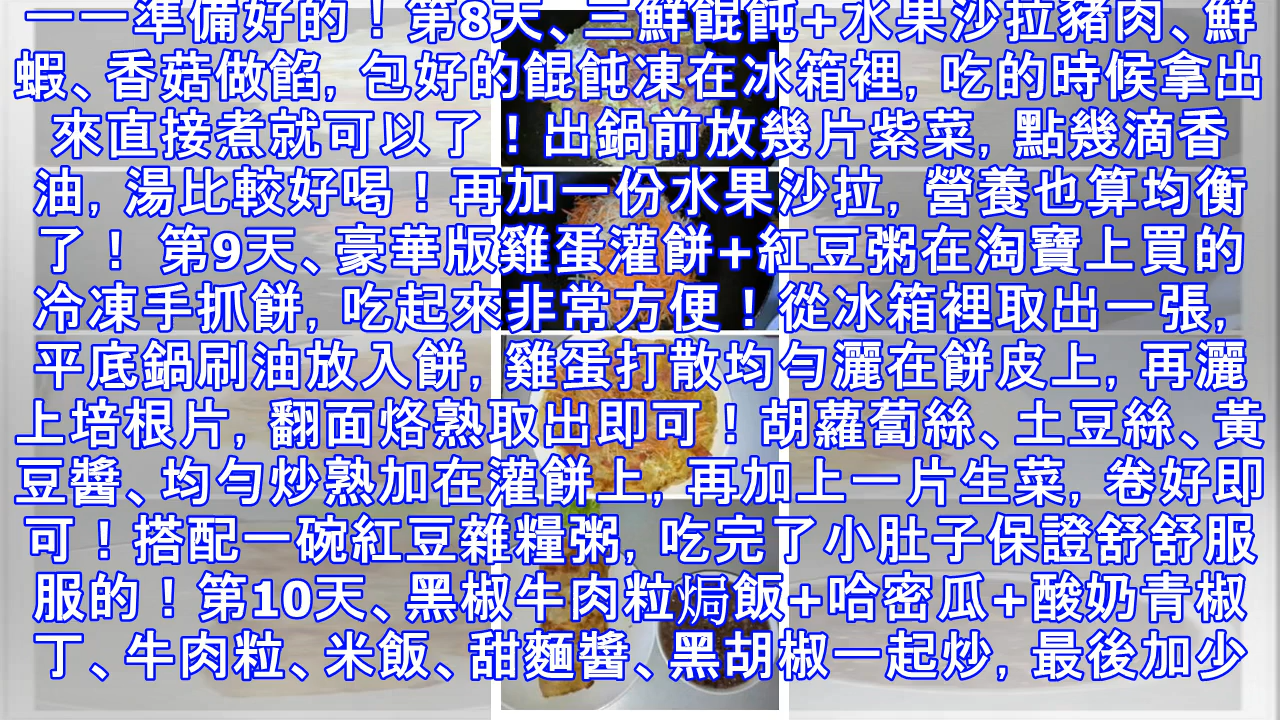 一一準備好的！第8天、三鮮餛飩+水果沙拉豬肉、鮮
蝦、香菇做餡, 包好的餛飩凍在冰箱裡, 吃的時候拿出
來直接煮就可以了！出鍋前放幾片紫菜, 點幾滴香
油, 湯比較好喝！再加一份水果沙拉, 營養也算均衡
了！ 第9天、豪華版雞蛋灌餅+紅豆粥在淘寶上買的
冷凍手抓餅, 吃起來非常方便！從冰箱裡取出一張,
平底鍋刷油放入餅, 雞蛋打散均勻灑在餅皮上, 再灑
上培根片, 翻面烙熟取出即可！胡蘿蔔絲、土豆絲、黃
豆醬、均勻炒熟加在灌餅上, 再加上一片生菜, 卷好即
可！搭配一碗紅豆雜糧粥, 吃完了小肚子保證舒舒服
服的！第10天、黑椒牛肉粒焗飯+哈密瓜+酸奶青椒
丁、牛肉粒、米飯、甜麵醬、黑胡椒一起炒, 最後加少